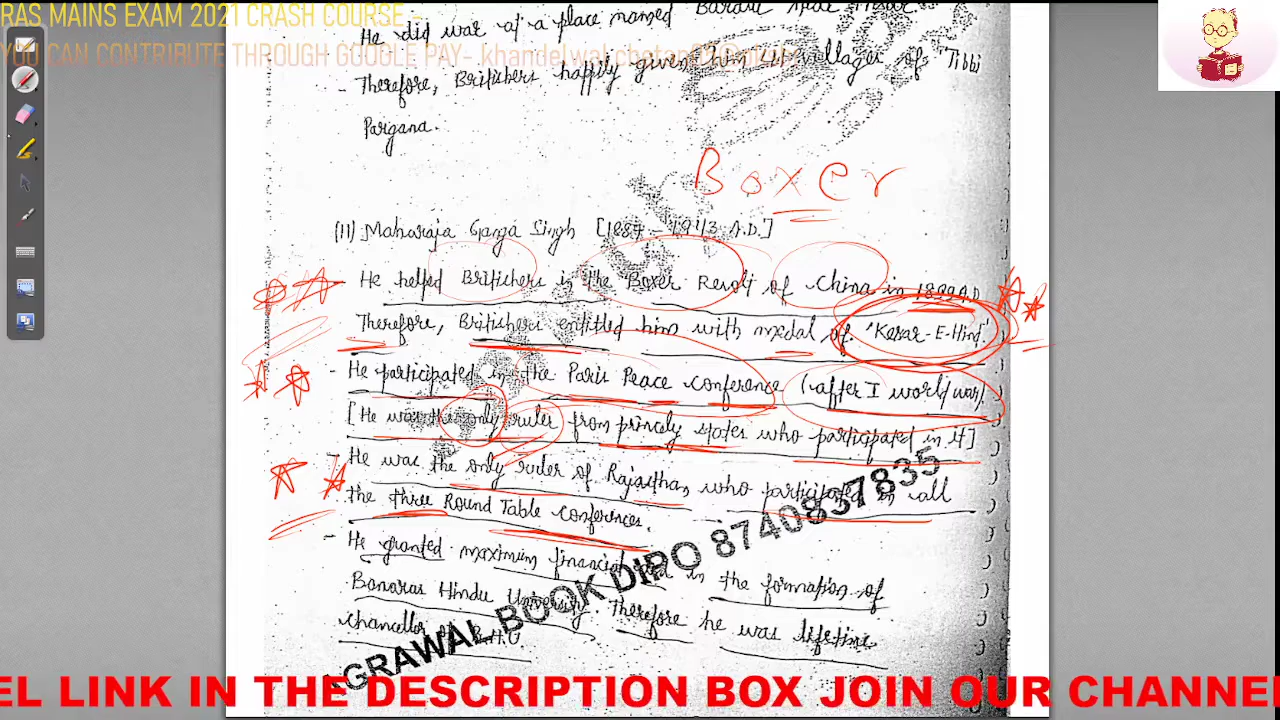 RAS MAINS EXAM 2021 CRASH COURSE -
YOU CAN CONTRIBUTE THROUGH GOOGLE PAY-
He did war of a place named
Therefore, Britishers happily given him villages of Tibbi
Pargana.
Boxer
(11) Maharaja Ganga Singh [1887 - 1943 A.D.]
- He helped Britishers in the Boxer Revolt of China in 1899 A.D.
Therefore, Britishers entitled him with medal of 'Kesar-E-Hind'.
- He participated in the Paris Peace conference (after I world war)
[He was the only ruler from princely states who participated in it]
- He was the only ruler of Rajasthan, who participated in all
the three Round Table conferences.
- He granted maximum financial in the formation of
Banaras Hindu University. Therefore he was lifetime
chancellor of B.H.U
AGRAWAL BOOK DIPO 8740837835
EL LINK IN THE DESCRIPTION BOX JOIN OUR CHANNE